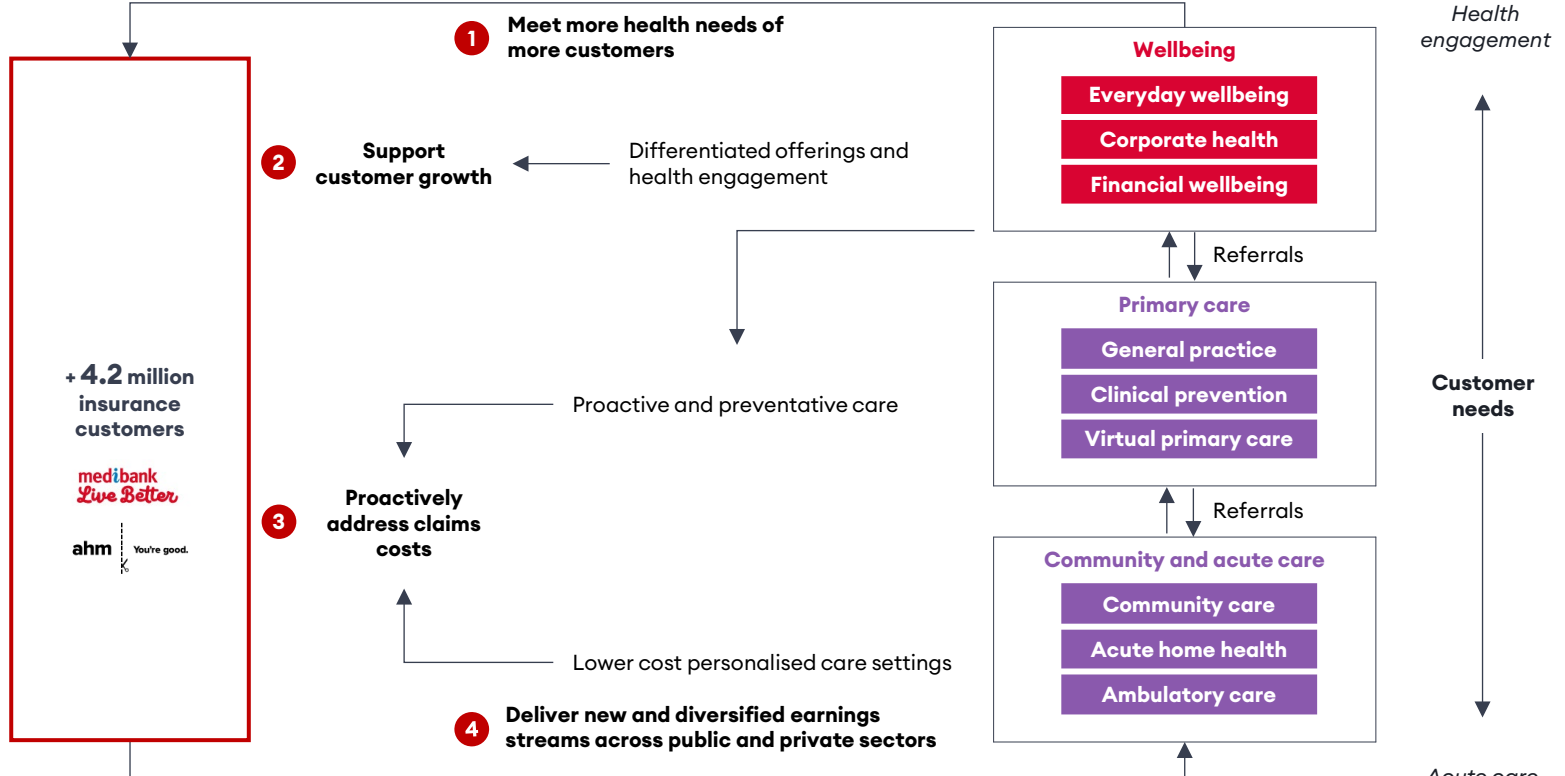 1
Meet more health needs of
more customers
Health
engagement
Wellbeing
Everyday wellbeing
Corporate health
Financial wellbeing
2
Support
customer growth
Differentiated offerings and
health engagement
Referrals
Primary care
General practice
Clinical prevention
Virtual primary care
+ 4.2 million
insurance
customers
medibank
Live Better
ahm
You're good.
Proactive and preventative care
Customer
needs
3
Proactively
address claims
costs
Referrals
Community and acute care
Community care
Acute home health
Ambulatory care
Lower cost personalised care settings
4
Deliver new and diversified earnings
streams across public and private sectors
Acute care